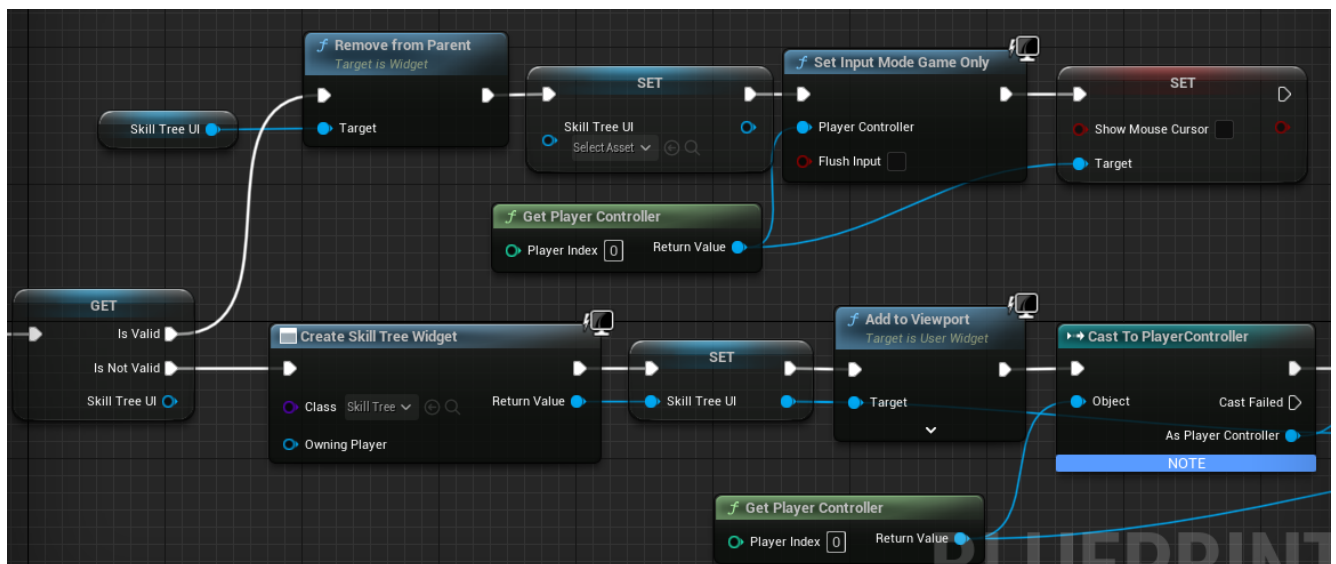 Remove from Parent
Target is Widget
Skill Tree UI
Target
SET
Skill Tree UI
Select Asset
Set Input Mode Game Only
Player Controller
Flush Input
SET
Show Mouse Cursor
Target
Get Player Controller
Player Index 0
Return Value
GET
Is Valid
Is Not Valid
Skill Tree UI
Create Skill Tree Widget
Class Skill Tree
Return Value
Owning Player
SET
Skill Tree UI
Add to Viewport
Target is User Widget
Target
Cast To PlayerController
Object
Cast Failed
As Player Controller
NOTE
Get Player Controller
Player Index 0
Return Value
BLUEPRINT